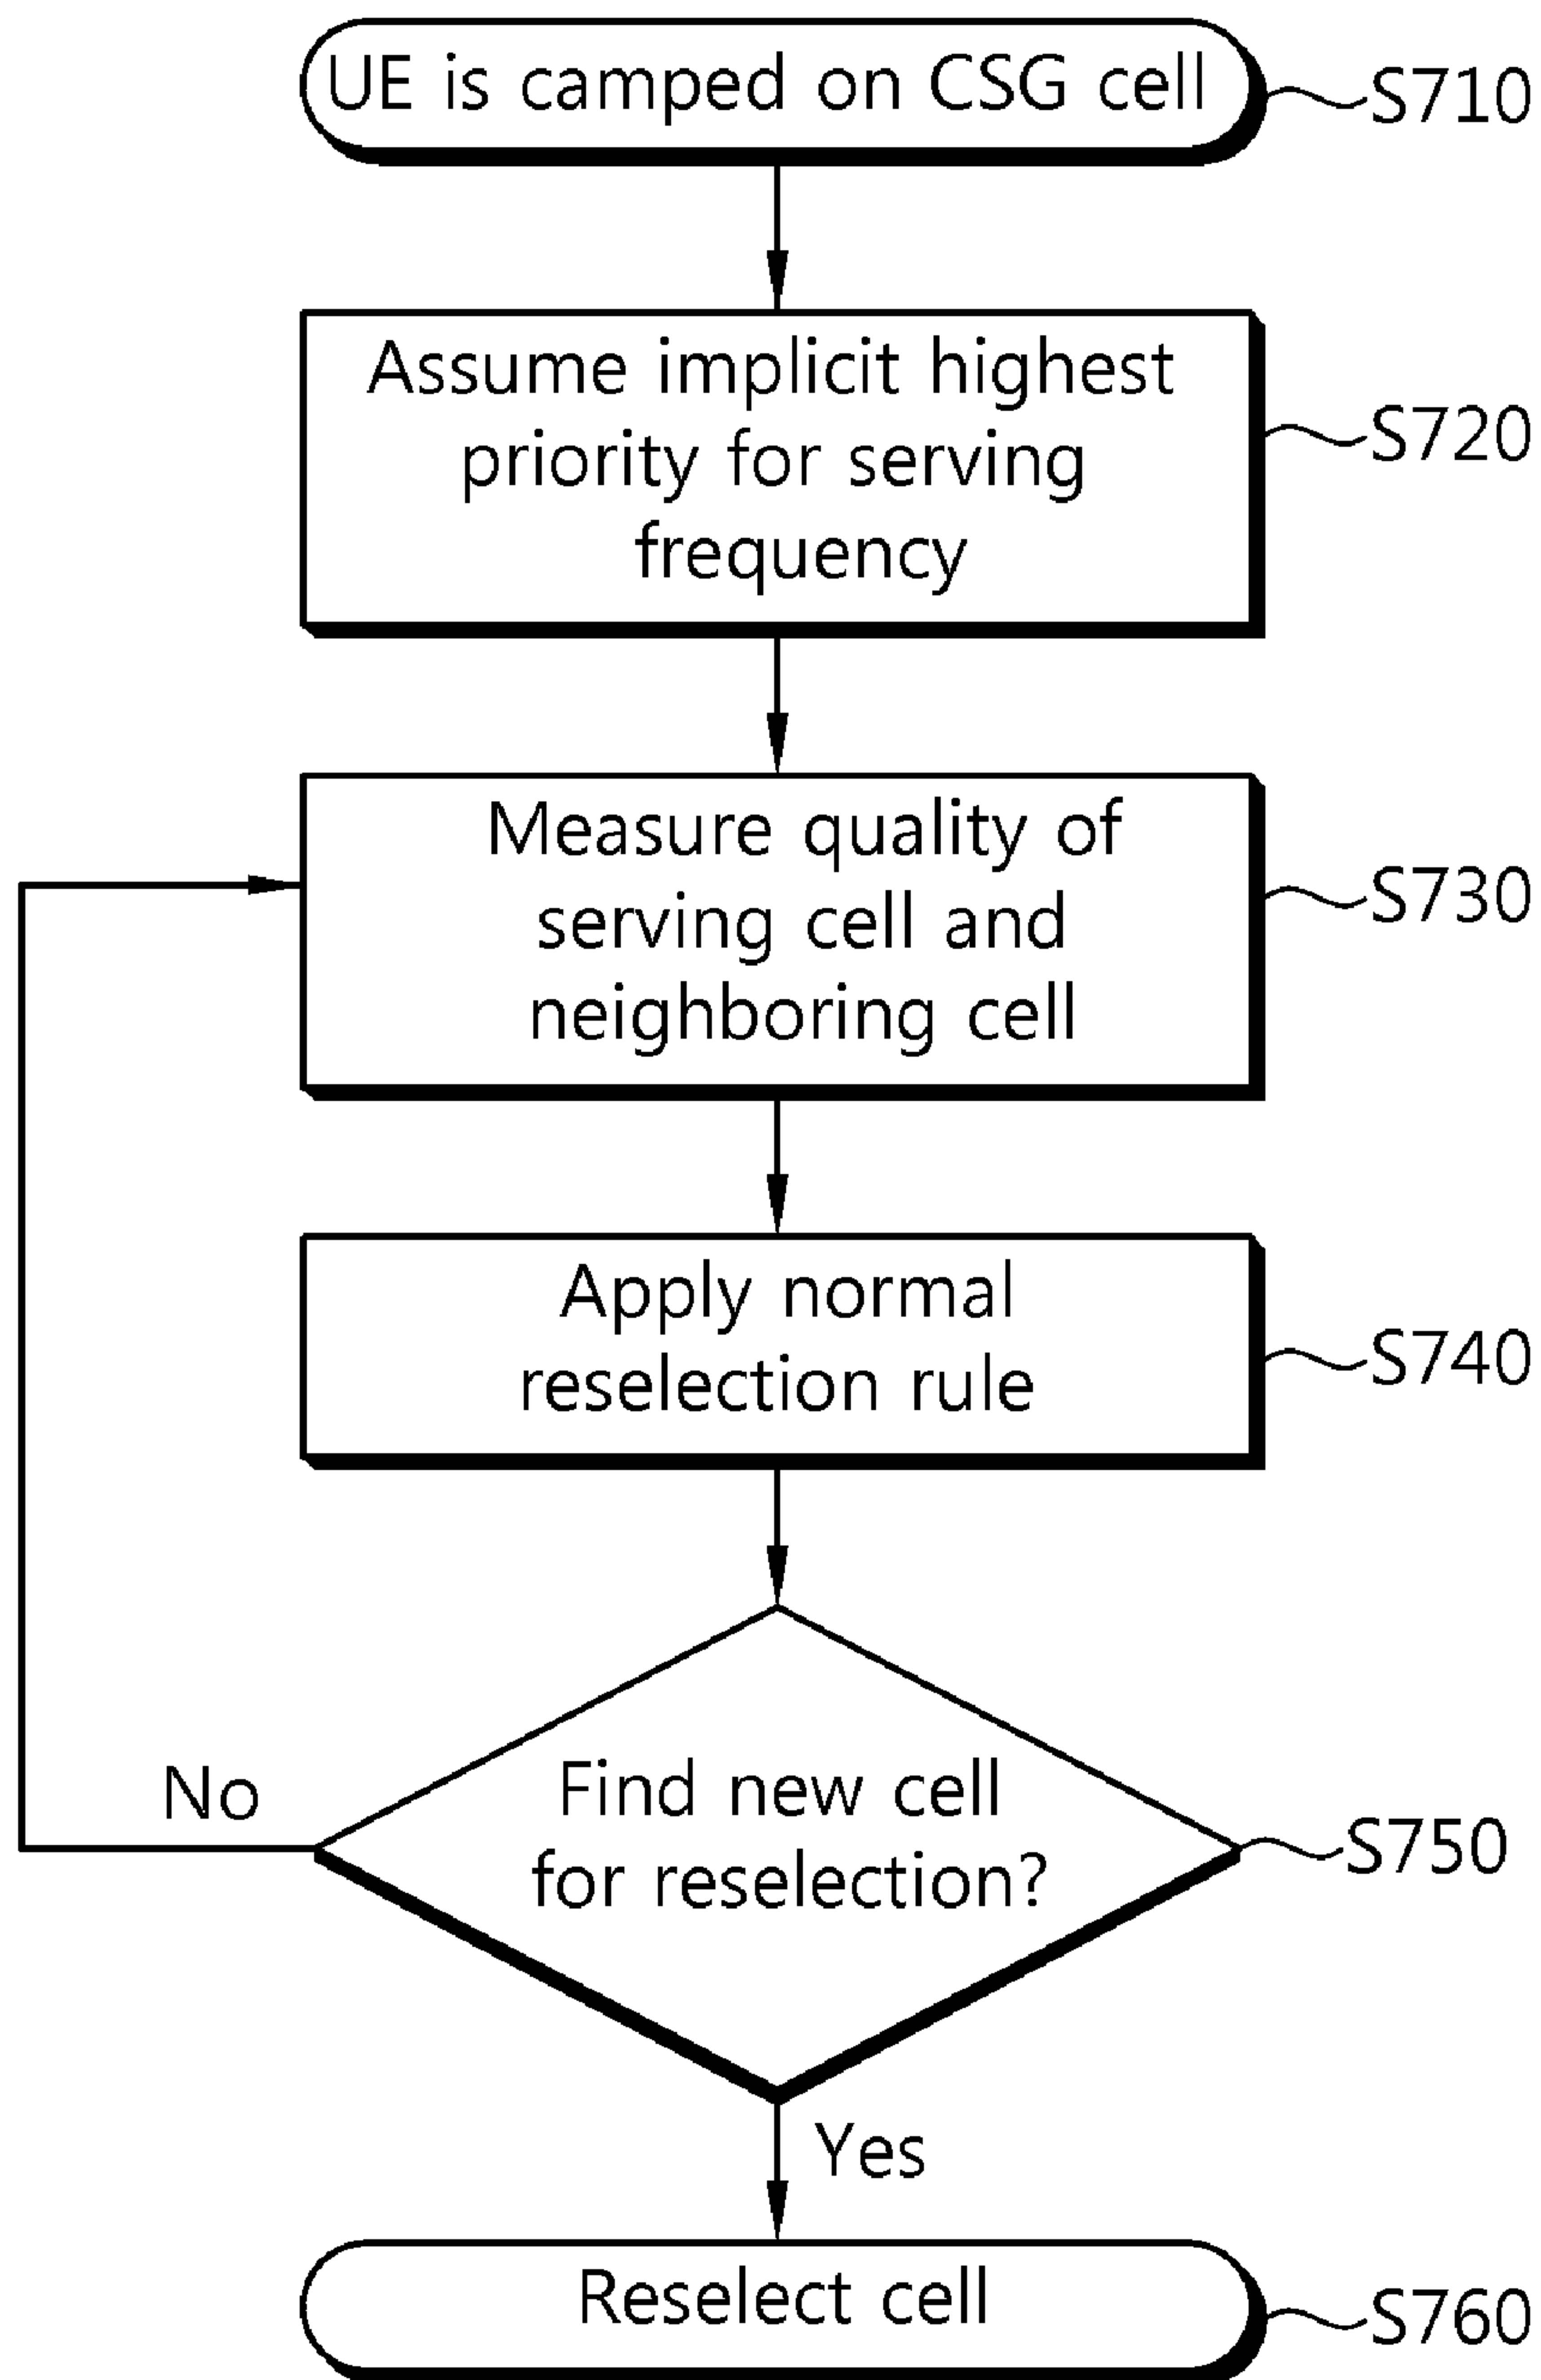 UE is camped on CSG cell
S710
Assume implicit highest
priority for serving
frequency
S720
Measure quality of
serving cell and
neighboring cell
S730
Apply normal
reselection rule
S740
Find new cell
for reselection?
S750
No
Yes
Reselect cell
S760